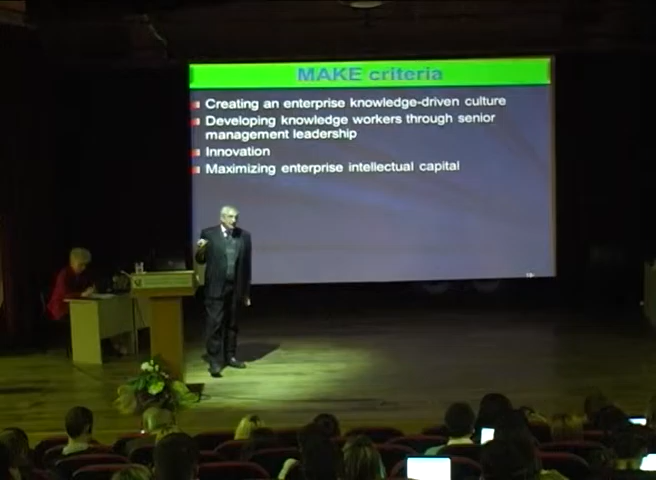 MAKE criteria
Creating an enterprise knowledge-driven culture
Developing knowledge workers through senior
management leadership
Innovation
Maximizing enterprise intellectual capital